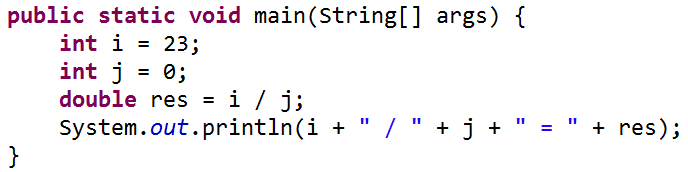 public static void main(String[] args) {
    int i = 23;
    int j = 0;
    double res = i / j;
    System.out.println(i + " / " + j + " = " + res);
}